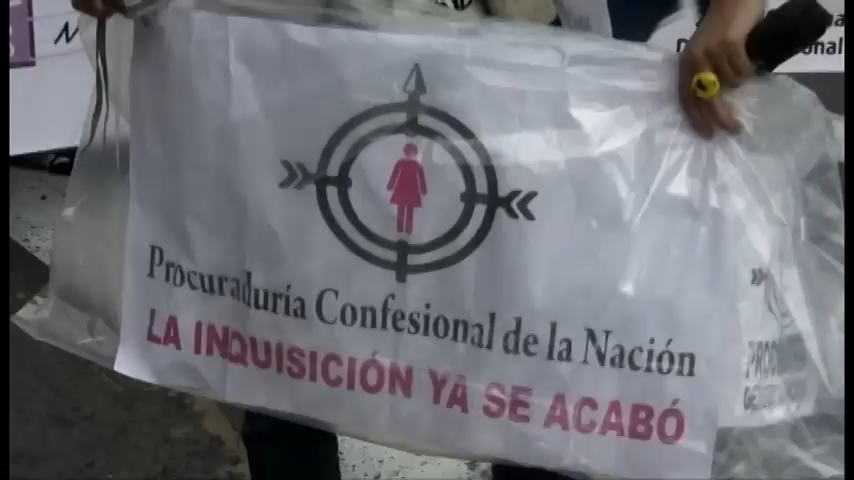 Procuraduría Confesional de la Nación
LA INQUISICIÓN YA SE ACABÓ